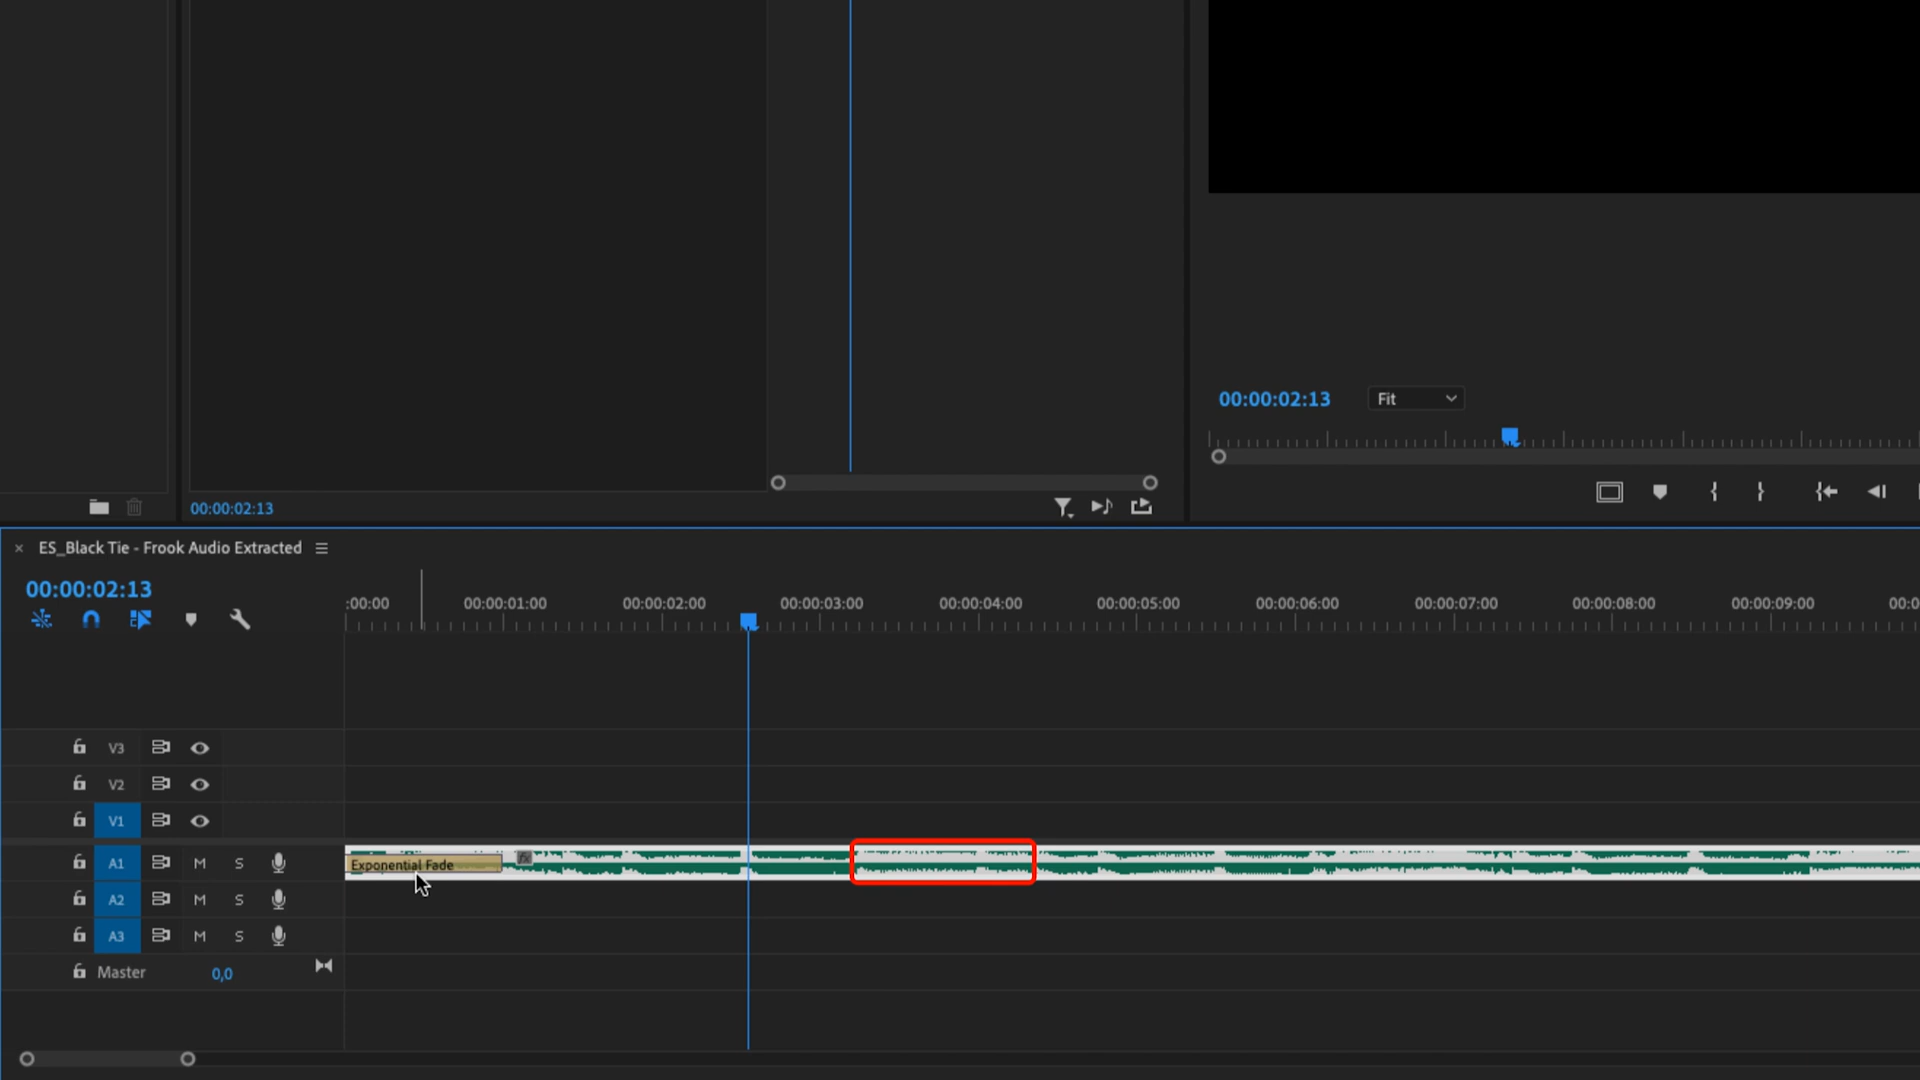 00:00:02:13
Fit
00:00:02:13
ES_Black Tie - Frook Audio Extracted
00:00:02:13
:00:00 00:00:01:00 00:00:02:00 00:00:03:00 00:00:04:00 00:00:05:00 00:00:06:00 00:00:07:00 00:00:08:00 00:00:09:00 00:0
V3
V2
V1
A1 M S Exponential Fade fx
A2 M S
A3 M S
Master 0,0